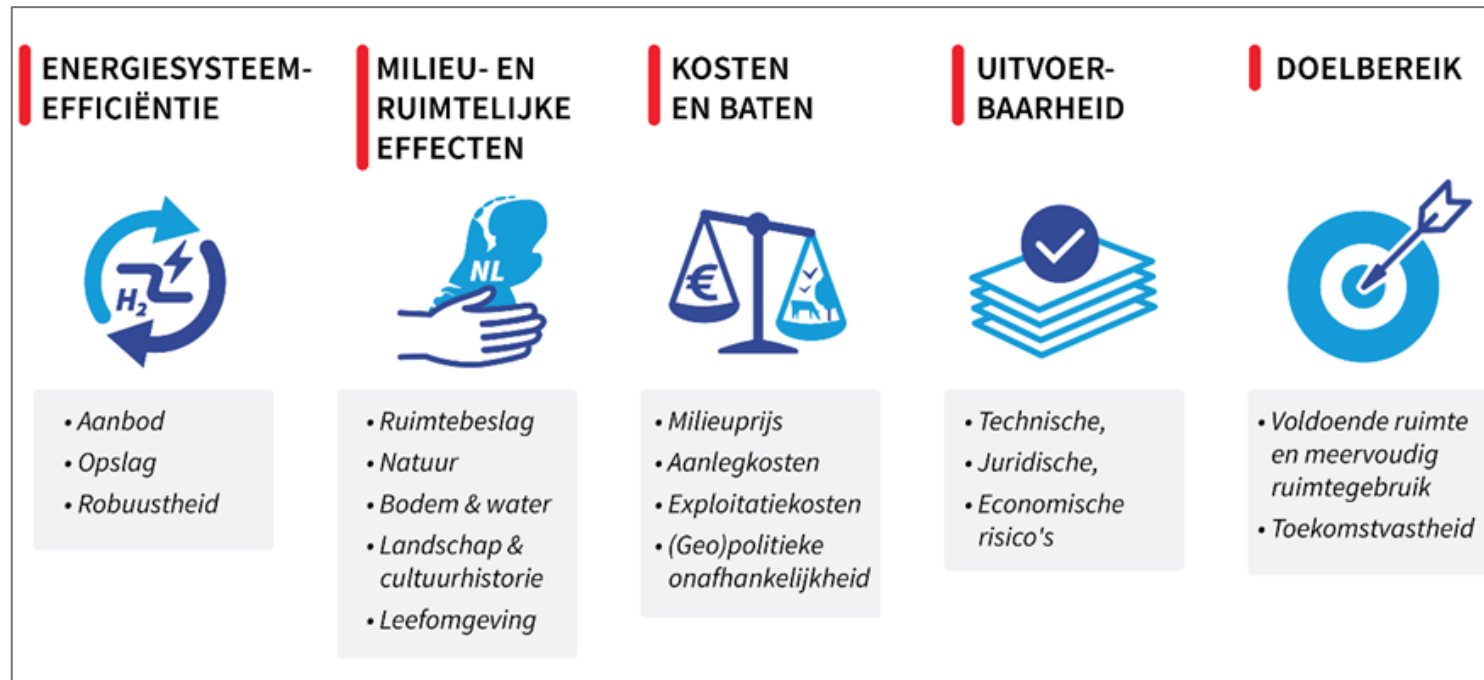 ENERGIESYSTEEM-
EFFICIËNTIE
H₂
• Aanbod
• Opslag
• Robuustheid
MILIEU- EN
RUIMTELIJKE
EFFECTEN
NL
• Ruimtebeslag
• Natuur
• Bodem & water
• Landschap &
cultuurhistorie
• Leefomgeving
KOSTEN
EN BATEN
€
• Milieuprijs
• Aanlegkosten
• Exploitatiekosten
• (Geo)politieke
onafhankelijkheid
UITVOER-
BAARHEID
• Technische,
• Juridische,
• Economische
risico's
DOELBEREIK
• Voldoende ruimte
en meervoudig
ruimtegebruik
• Toekomstvastheid